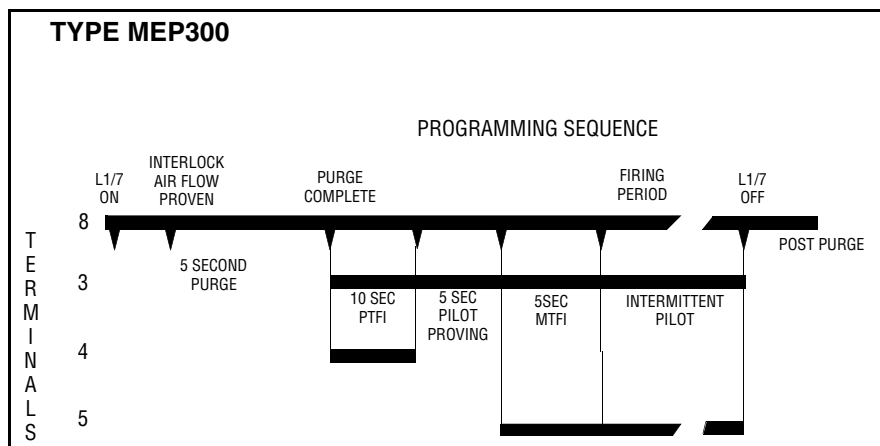 TYPE MEP300
PROGRAMMING SEQUENCE
L1/7
ON
INTERLOCK
AIR FLOW
PROVEN
PURGE
COMPLETE
FIRING
PERIOD
L1/7
OFF
TERMINALS
8
POST PURGE
5 SECOND
PURGE
3
10 SEC
PTFI
5 SEC
PILOT
PROVING
5SEC
MTFI
INTERMITTENT
PILOT
4
5